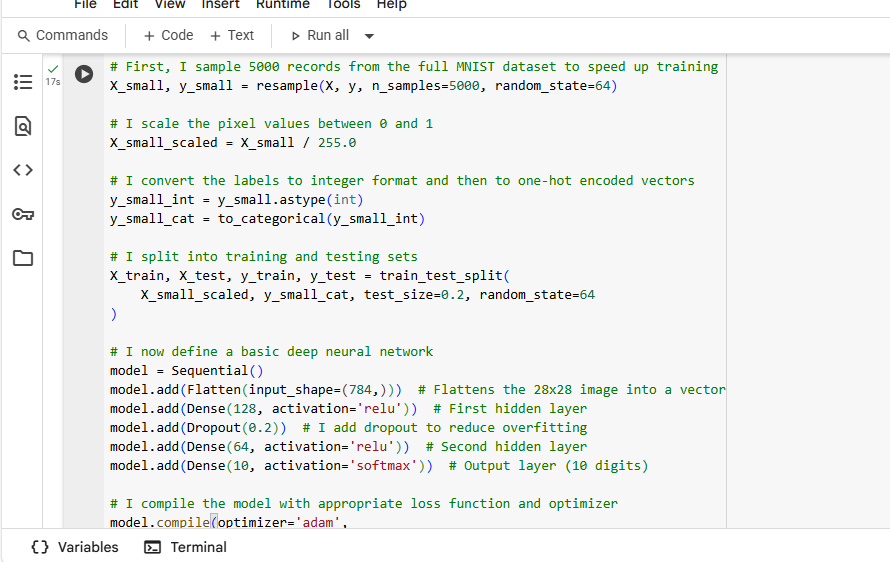 File Edit View Insert Runtime Tools Help
Commands + Code + Text Run all
17s
# First, I sample 5000 records from the full MNIST dataset to speed up training
X_small, y_small = resample(X, y, n_samples=5000, random_state=64)
# I scale the pixel values between 0 and 1
X_small_scaled = X_small / 255.0
# I convert the labels to integer format and then to one-hot encoded vectors
y_small_int = y_small.astype(int)
y_small_cat = to_categorical(y_small_int)
# I split into training and testing sets
X_train, X_test, y_train, y_test = train_test_split(
    X_small_scaled, y_small_cat, test_size=0.2, random_state=64
)
# I now define a basic deep neural network
model = Sequential()
model.add(Flatten(input_shape=(784,)))  # Flattens the 28x28 image into a vector
model.add(Dense(128, activation='relu'))  # First hidden layer
model.add(Dropout(0.2))  # I add dropout to reduce overfitting
model.add(Dense(64, activation='relu'))  # Second hidden layer
model.add(Dense(10, activation='softmax'))  # Output layer (10 digits)
# I compile the model with appropriate loss function and optimizer
model.compile(optimizer='adam',
{} Variables Terminal